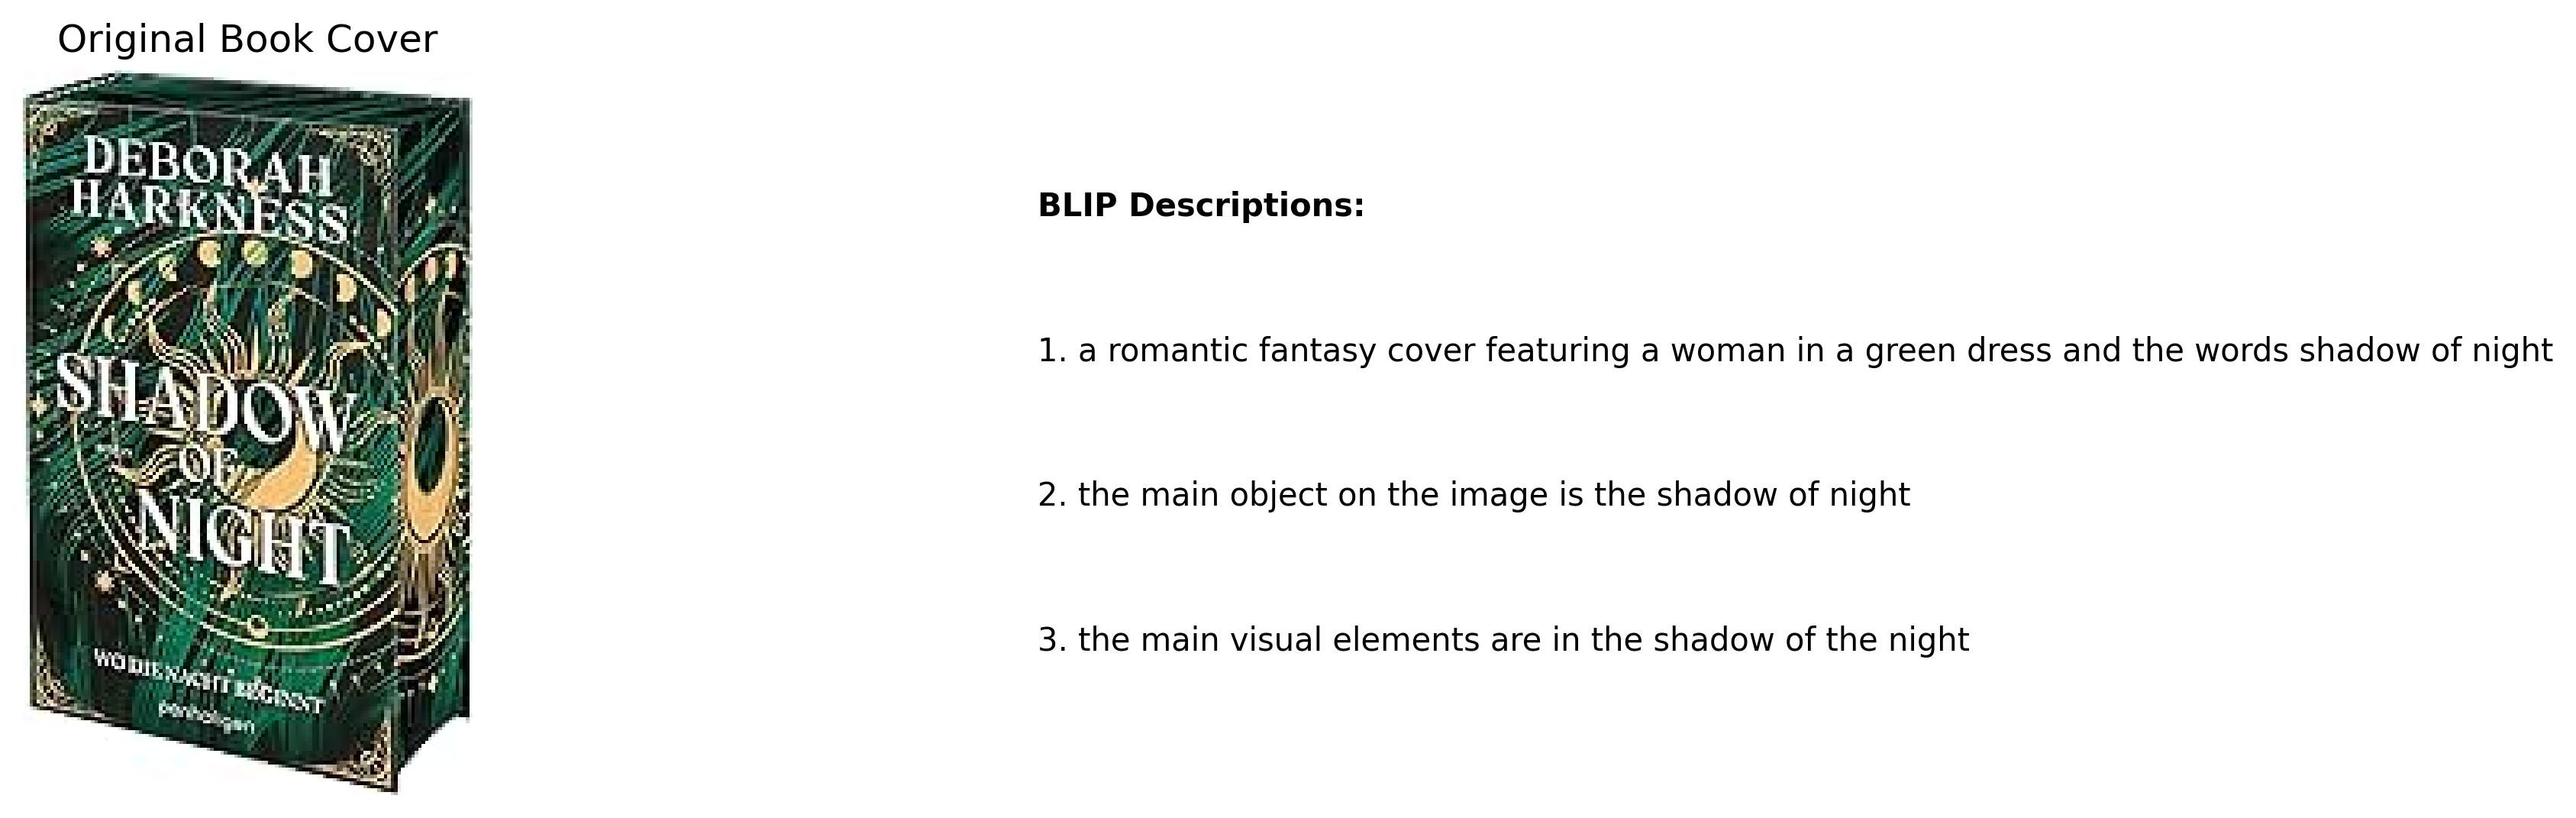 Original Book Cover
DEBORAH
HARKNESS
SHADOW
OF
NIGHT
WO DIE NACHT BEGINNT
penhaligon
BLIP Descriptions:
1. a romantic fantasy cover featuring a woman in a green dress and the words shadow of night
2. the main object on the image is the shadow of night
3. the main visual elements are in the shadow of the night